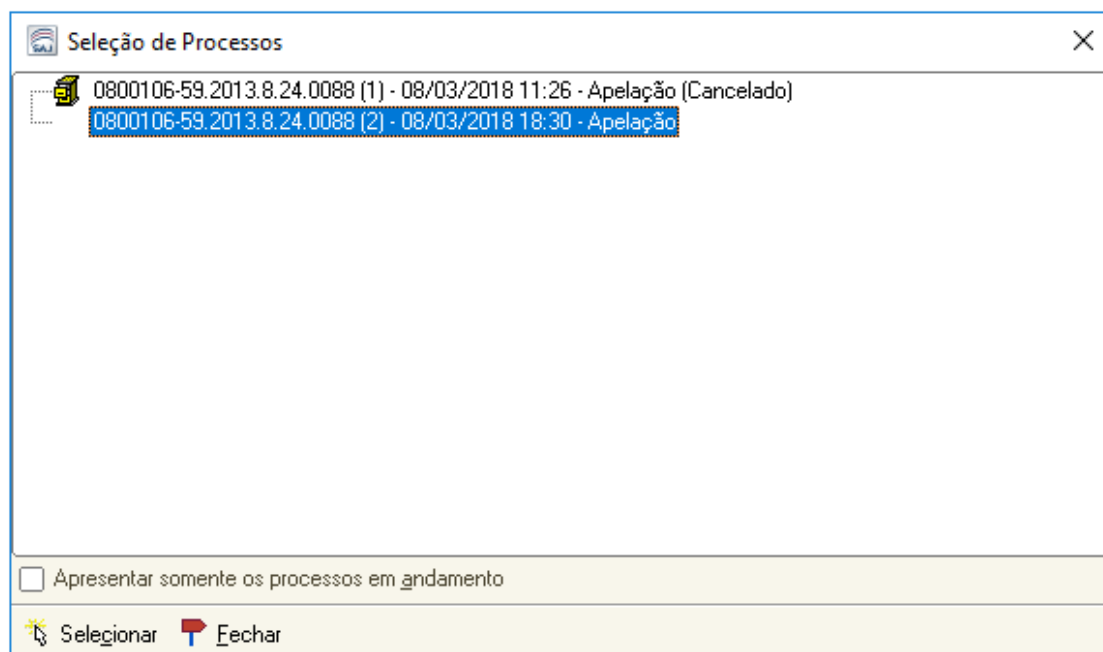 SAJ Seleção de Processos
0800106-59.2013.8.24.0088 (1) - 08/03/2018 11:26 - Apelação (Cancelado)
0800106-59.2013.8.24.0088 (2) - 08/03/2018 18:30 - Apelação
Apresentar somente os processos em andamento
Selecionar Fechar